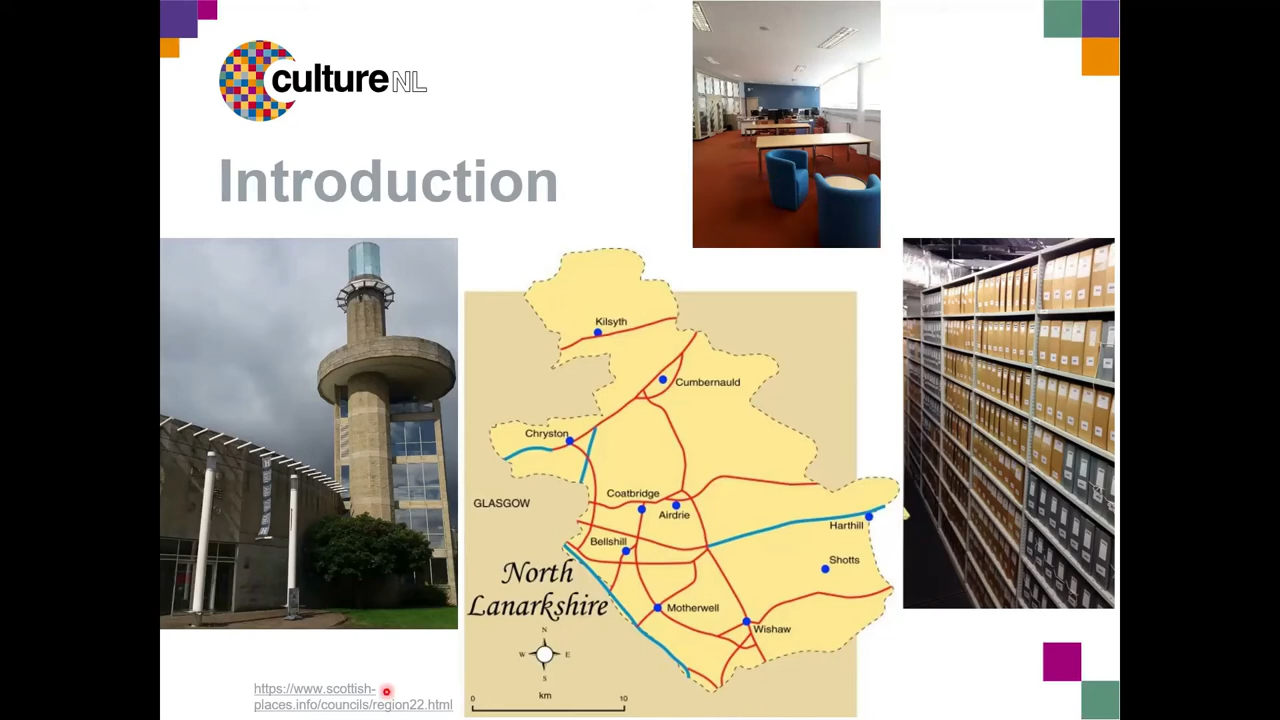 culture NL
Introduction
Kilsyth
Cumbernauld
Chryston
GLASGOW
Coatbridge
Airdrie
Harthill
Bellshill
Shotts
North
Lanarkshire
Motherwell
Wishaw
N
W E
S
km
0 10
https://www.scottish-
places.info/councils/region22.html